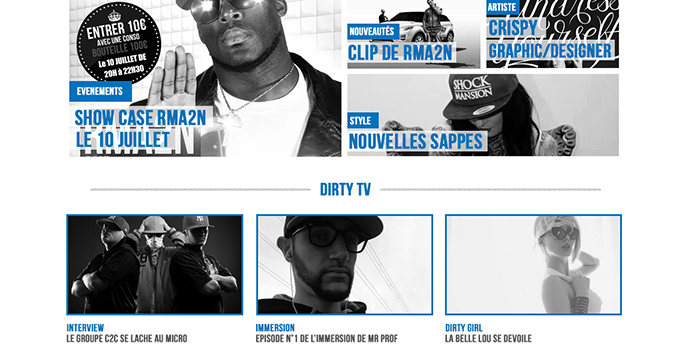 ENTRER 10€
AVEC UNE CONSO
BOUTEILLE 100€
Le 10 JUILLET DE
20H à 22H30
EVENEMENTS
SHOW CASE RMA2N
LE 10 JUILLET
NOUVEAUTÉS
CLIP DE RMA2N
ARTISTE
CRISPY
GRAPHIC/DESIGNER
SHOCK
MANSION
STYLE
NOUVELLES SAPPES
DIRTY TV
INTERVIEW
LE GROUPE C2C SE LACHE AU MICRO
IMMERSION
EPISODE N°1 DE L'IMMERSION DE MR PROF
DIRTY GIRL
LA BELLE LOU SE DEVOILE